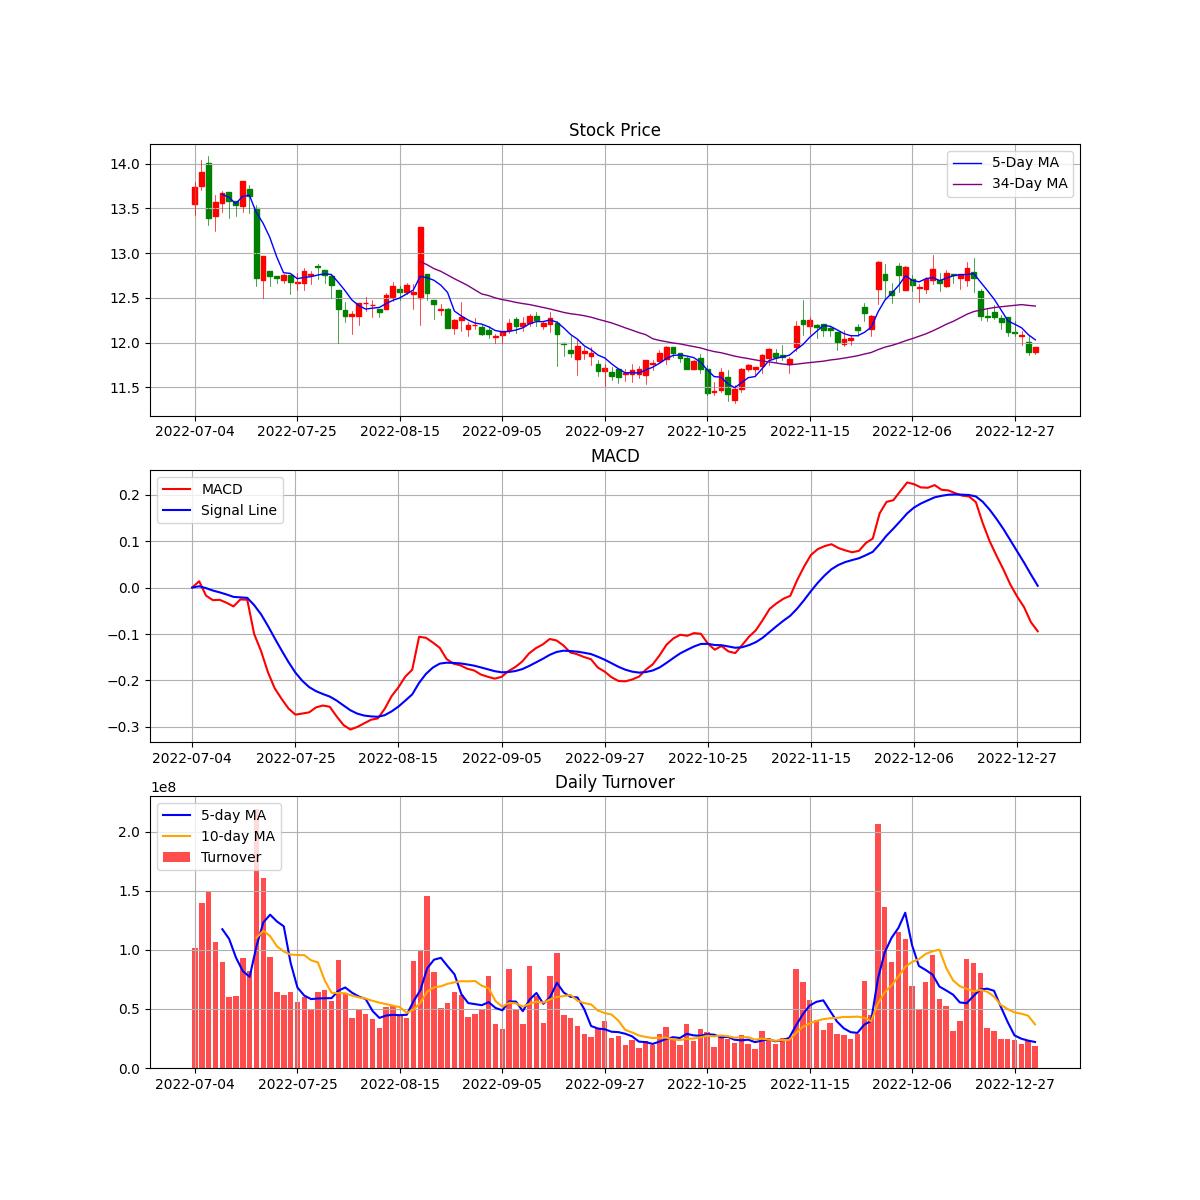 Stock Price
5-Day MA
34-Day MA
14.0
13.5
13.0
12.5
12.0
11.5
2022-07-04 2022-07-25 2022-08-15 2022-09-05 2022-09-27 2022-10-25 2022-11-15 2022-12-06 2022-12-27
MACD
MACD
Signal Line
0.2
0.1
0.0
−0.1
−0.2
−0.3
2022-07-04 2022-07-25 2022-08-15 2022-09-05 2022-09-27 2022-10-25 2022-11-15 2022-12-06 2022-12-27
Daily Turnover
1e8
5-day MA
10-day MA
Turnover
2.0
1.5
1.0
0.5
0.0
2022-07-04 2022-07-25 2022-08-15 2022-09-05 2022-09-27 2022-10-25 2022-11-15 2022-12-06 2022-12-27